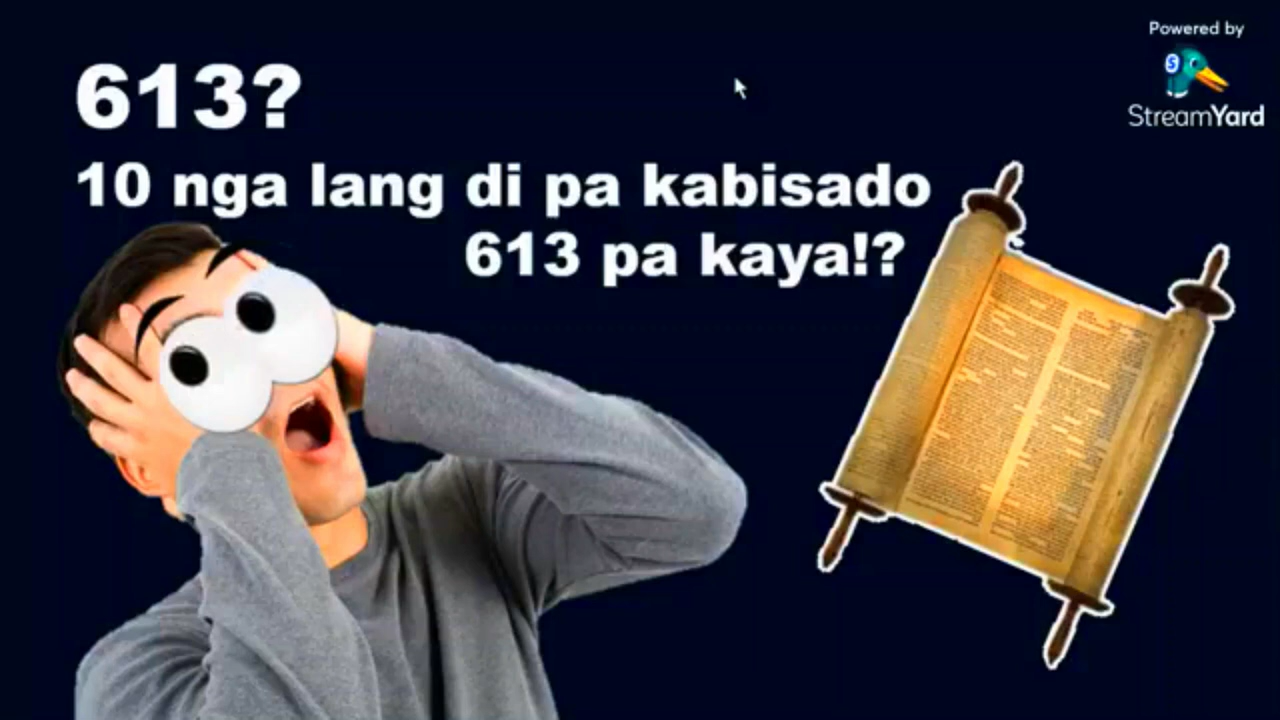 613?
10 nga lang di pa kabisado
613 pa kaya!?
Powered by
StreamYard